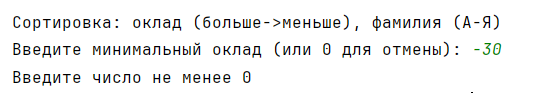 Сортировка: оклад (больше->меньше), фамилия (А-Я)
Введите минимальный оклад (или 0 для отмены): -30
Введите число не менее 0